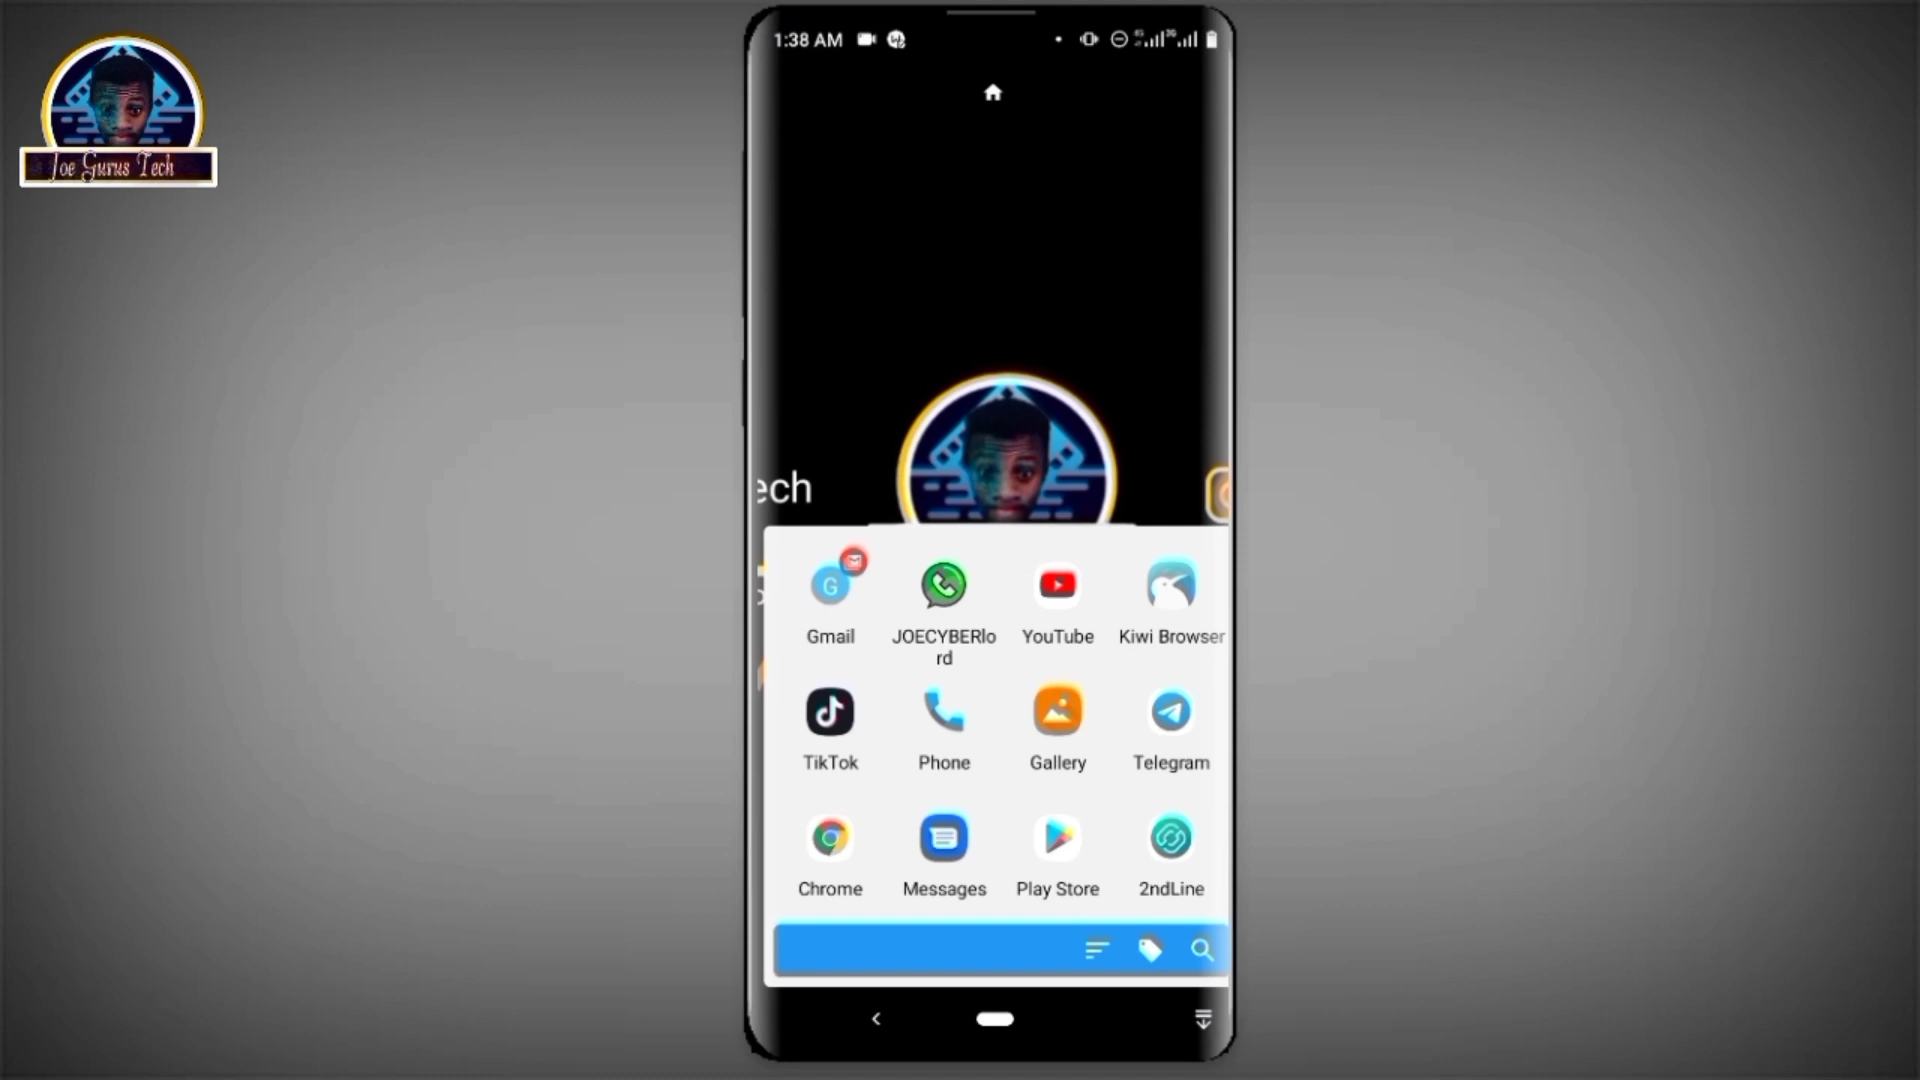 Joe Gurus Tech
1:38 AM
ech
G
Gmail
JOECYBERlo
rd
YouTube
Kiwi Browser
TikTok
Phone
Gallery
Telegram
Chrome
Messages
Play Store
2ndLine